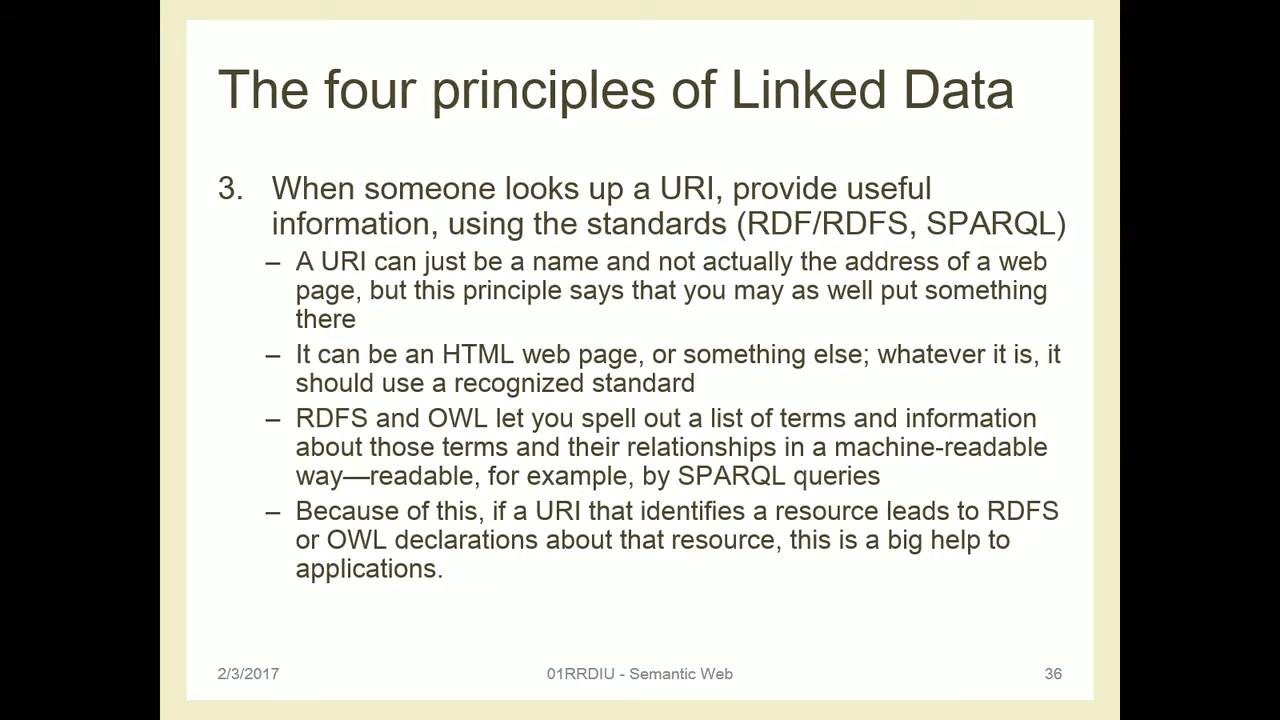 The four principles of Linked Data
3. When someone looks up a URI, provide useful
information, using the standards (RDF/RDFS, SPARQL)
– A URI can just be a name and not actually the address of a web
page, but this principle says that you may as well put something
there
– It can be an HTML web page, or something else; whatever it is, it
should use a recognized standard
– RDFS and OWL let you spell out a list of terms and information
about those terms and their relationships in a machine-readable
way—readable, for example, by SPARQL queries
– Because of this, if a URI that identifies a resource leads to RDFS
or OWL declarations about that resource, this is a big help to
applications.
2/3/2017 01RRDIU - Semantic Web 36